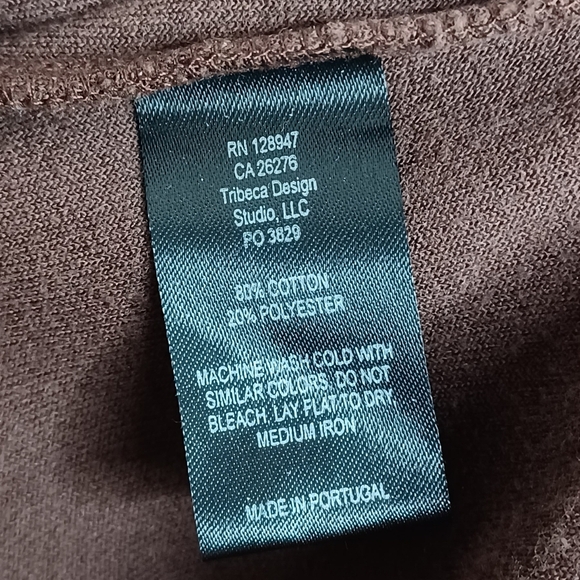 RN 128947
CA 26276
Tribeca Design
Studio, LLC
PO 3829
80% COTTON
20% POLYESTER
MACHINE WASH COLD WITH
SIMILAR COLORS. DO NOT
BLEACH. LAY FLAT TO DRY
MEDIUM IRON
MADE IN PORTUGAL